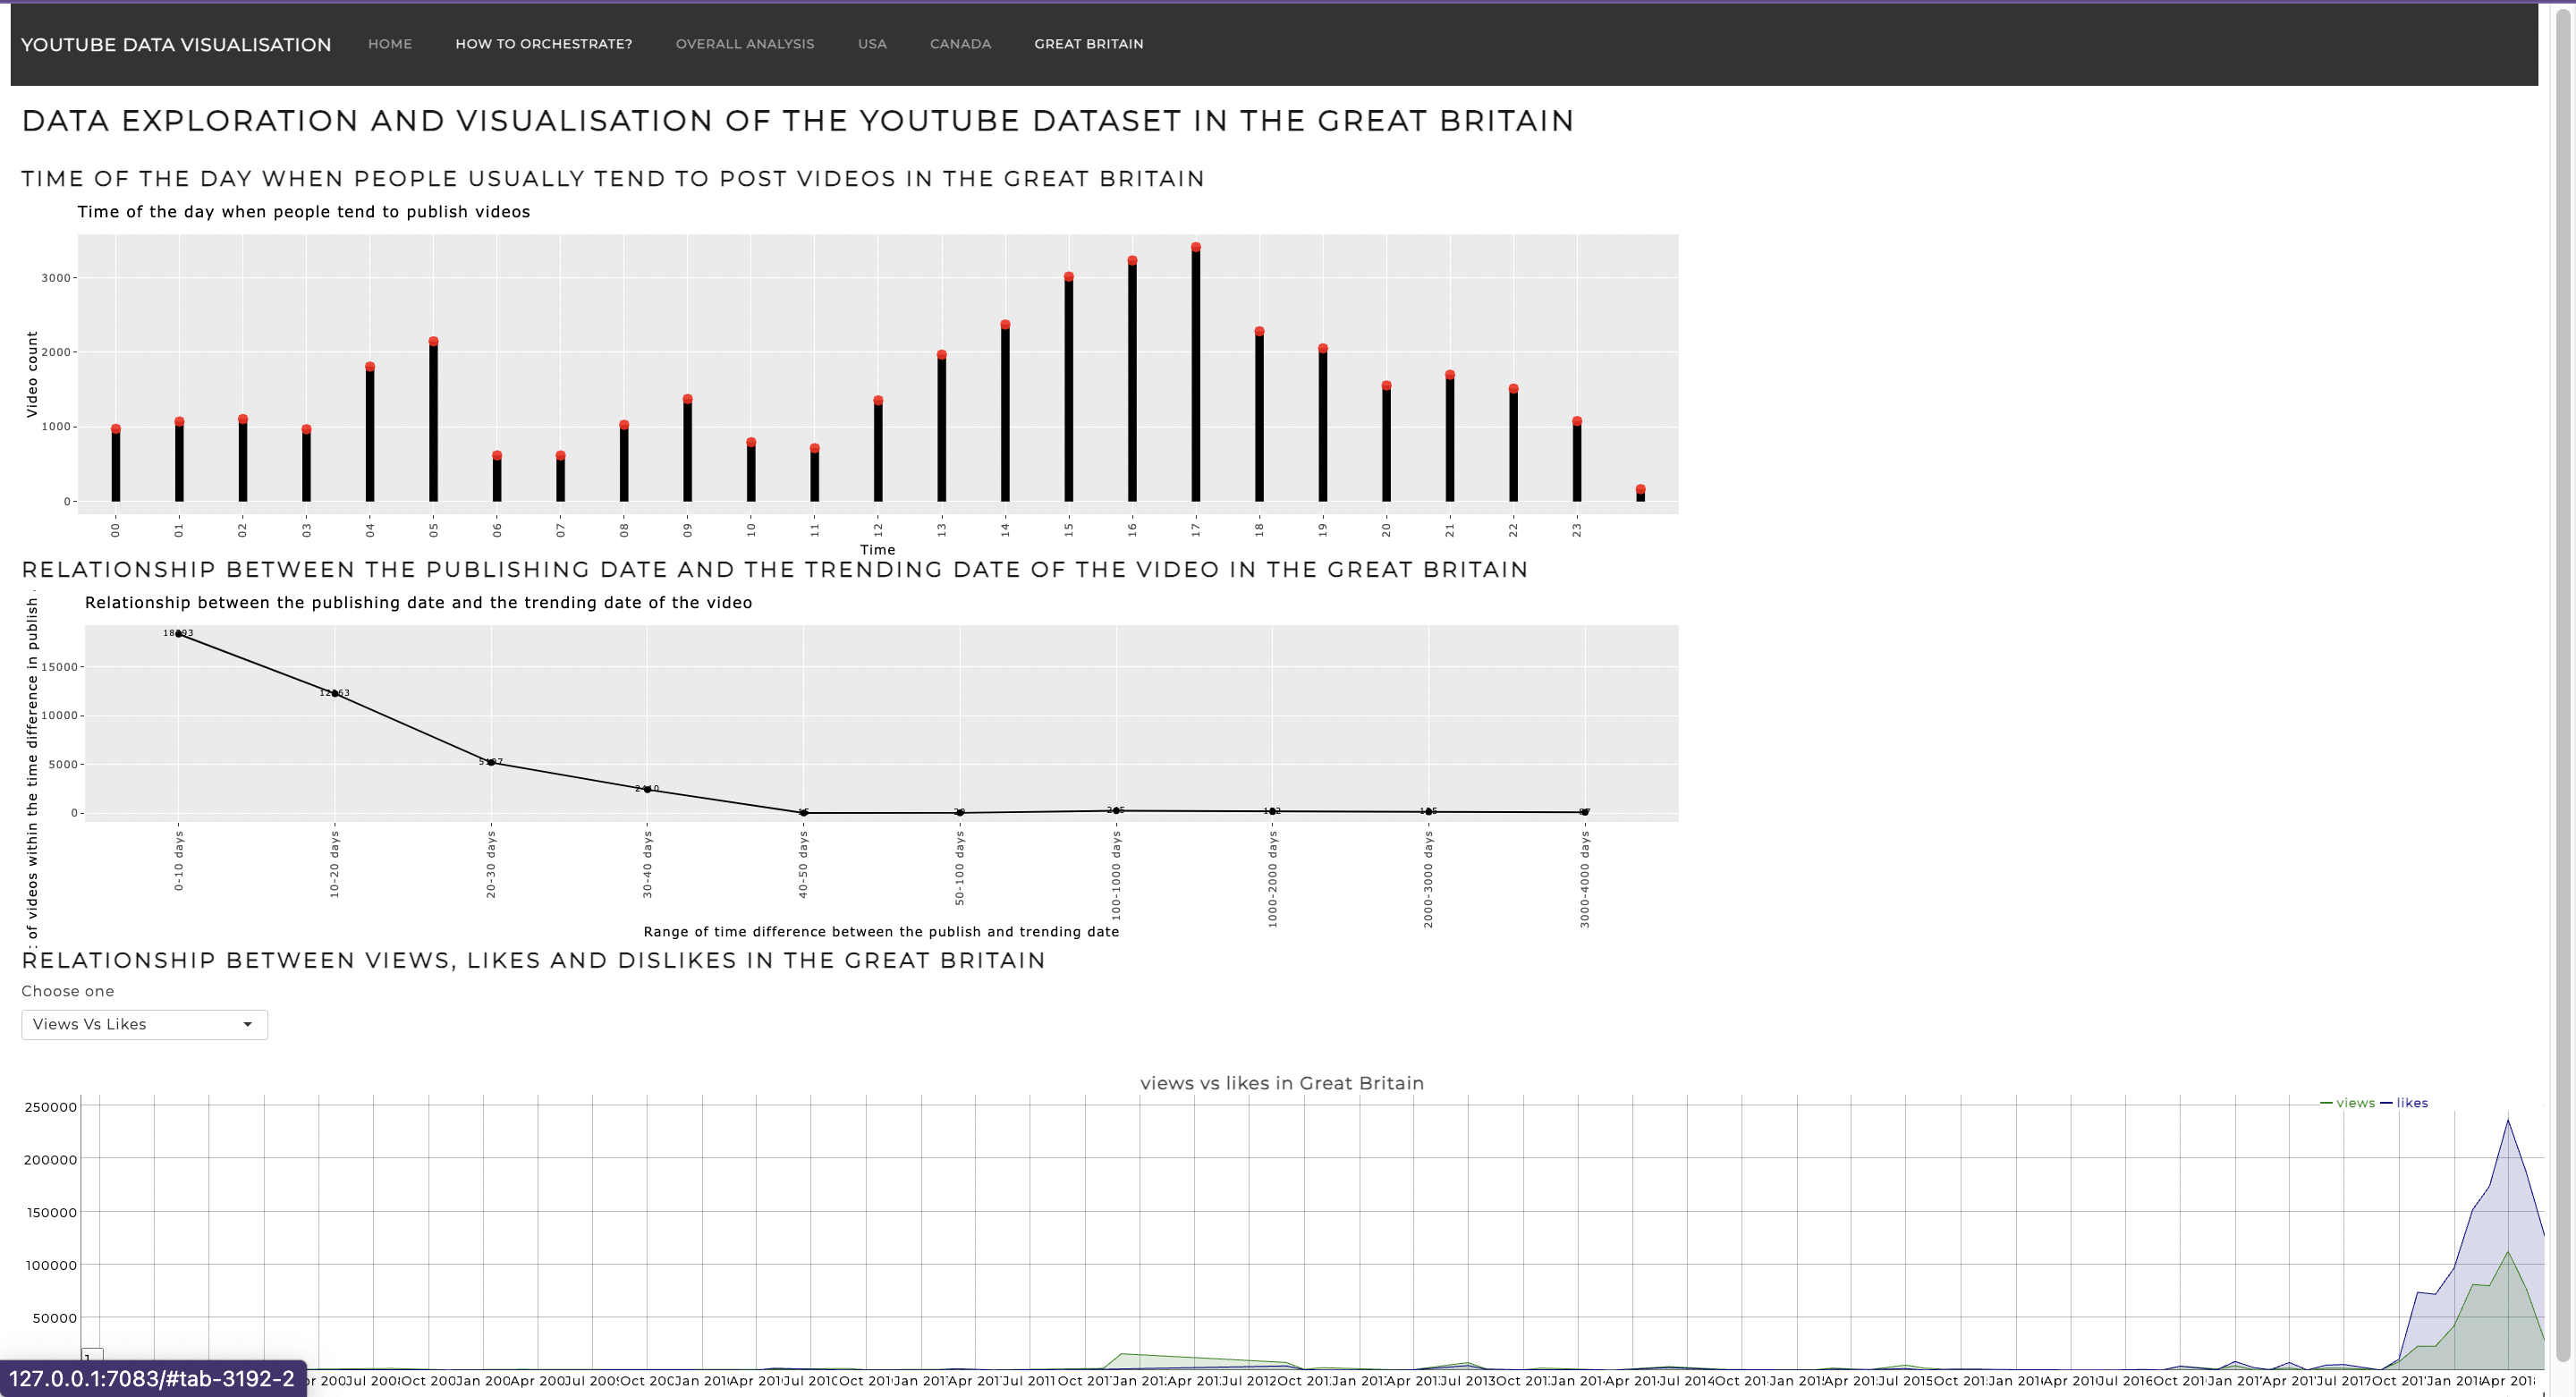 YOUTUBE DATA VISUALISATION HOME HOW TO ORCHESTRATE? OVERALL ANALYSIS USA CANADA GREAT BRITAIN
DATA EXPLORATION AND VISUALISATION OF THE YOUTUBE DATASET IN THE GREAT BRITAIN
TIME OF THE DAY WHEN PEOPLE USUALLY TEND TO POST VIDEOS IN THE GREAT BRITAIN
Time of the day when people tend to publish videos
Video count
3000
2000
1000
0
00 01 02 03 04 05 06 07 08 09 10 11 12 13 14 15 16 17 18 19 20 21 22 23
Time
RELATIONSHIP BETWEEN THE PUBLISHING DATE AND THE TRENDING DATE OF THE VIDEO IN THE GREAT BRITAIN
Relationship between the publishing date and the trending date of the video
of videos within the time difference in publish
15000
10000
5000
0
0-10 days 10-20 days 20-30 days 30-40 days 40-50 days 50-100 days 100-1000 days 1000-2000 days 2000-3000 days 3000-4000 days
Range of time difference between the publish and trending date
RELATIONSHIP BETWEEN VIEWS, LIKES AND DISLIKES IN THE GREAT BRITAIN
Choose one
Views Vs Likes
views vs likes in Great Britain
views likes
250000
200000
150000
100000
50000
127.0.0.1:7083/#tab-3192-2